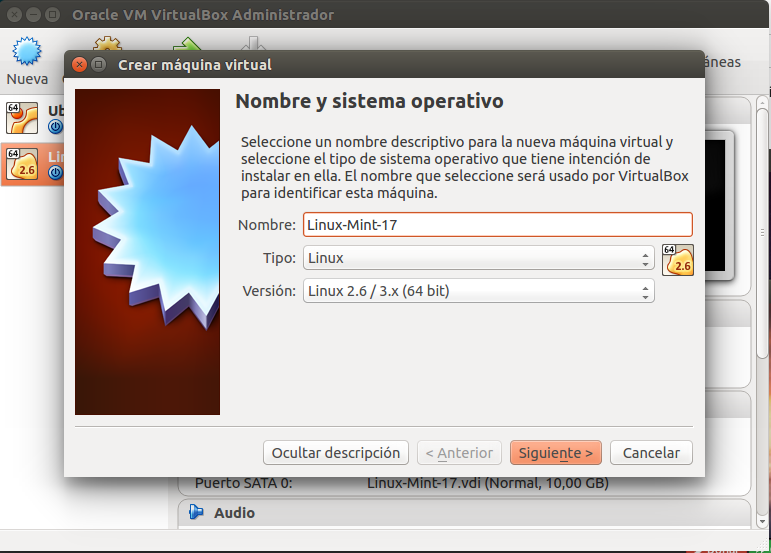 Oracle VM VirtualBox Administrador
Nueva
áneas
Crear máquina virtual
64
Ub
64
2.6
Li
Nombre y sistema operativo
Seleccione un nombre descriptivo para la nueva máquina virtual y
seleccione el tipo de sistema operativo que tiene intención de
instalar en ella. El nombre que seleccione será usado por VirtualBox
para identificar esta máquina.
Nombre: Linux-Mint-17
Tipo: Linux
64
2.6
Versión: Linux 2.6 / 3.x (64 bit)
Ocultar descripción < Anterior Siguiente > Cancelar
Puerto SATA 0: Linux-Mint-17.vdi (Normal, 10,00 GB)
Audio